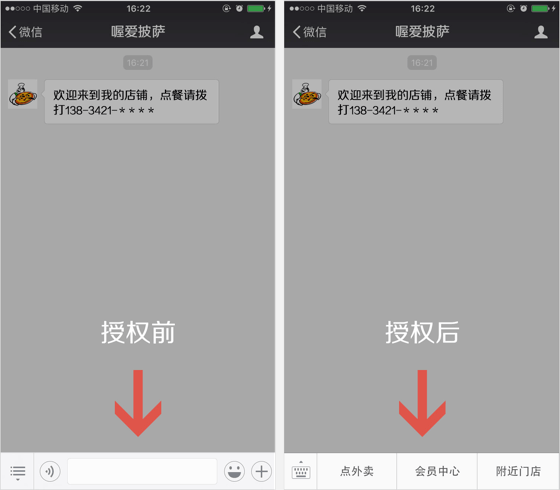 中国移动 16:22
微信 喔爱披萨
16:21
欢迎来到我的店铺，点餐请拨
打138-3421-＊＊＊＊
授权前
中国移动 16:22
微信 喔爱披萨
16:21
欢迎来到我的店铺，点餐请拨
打138-3421-＊＊＊＊
授权后
点外卖 会员中心 附近门店